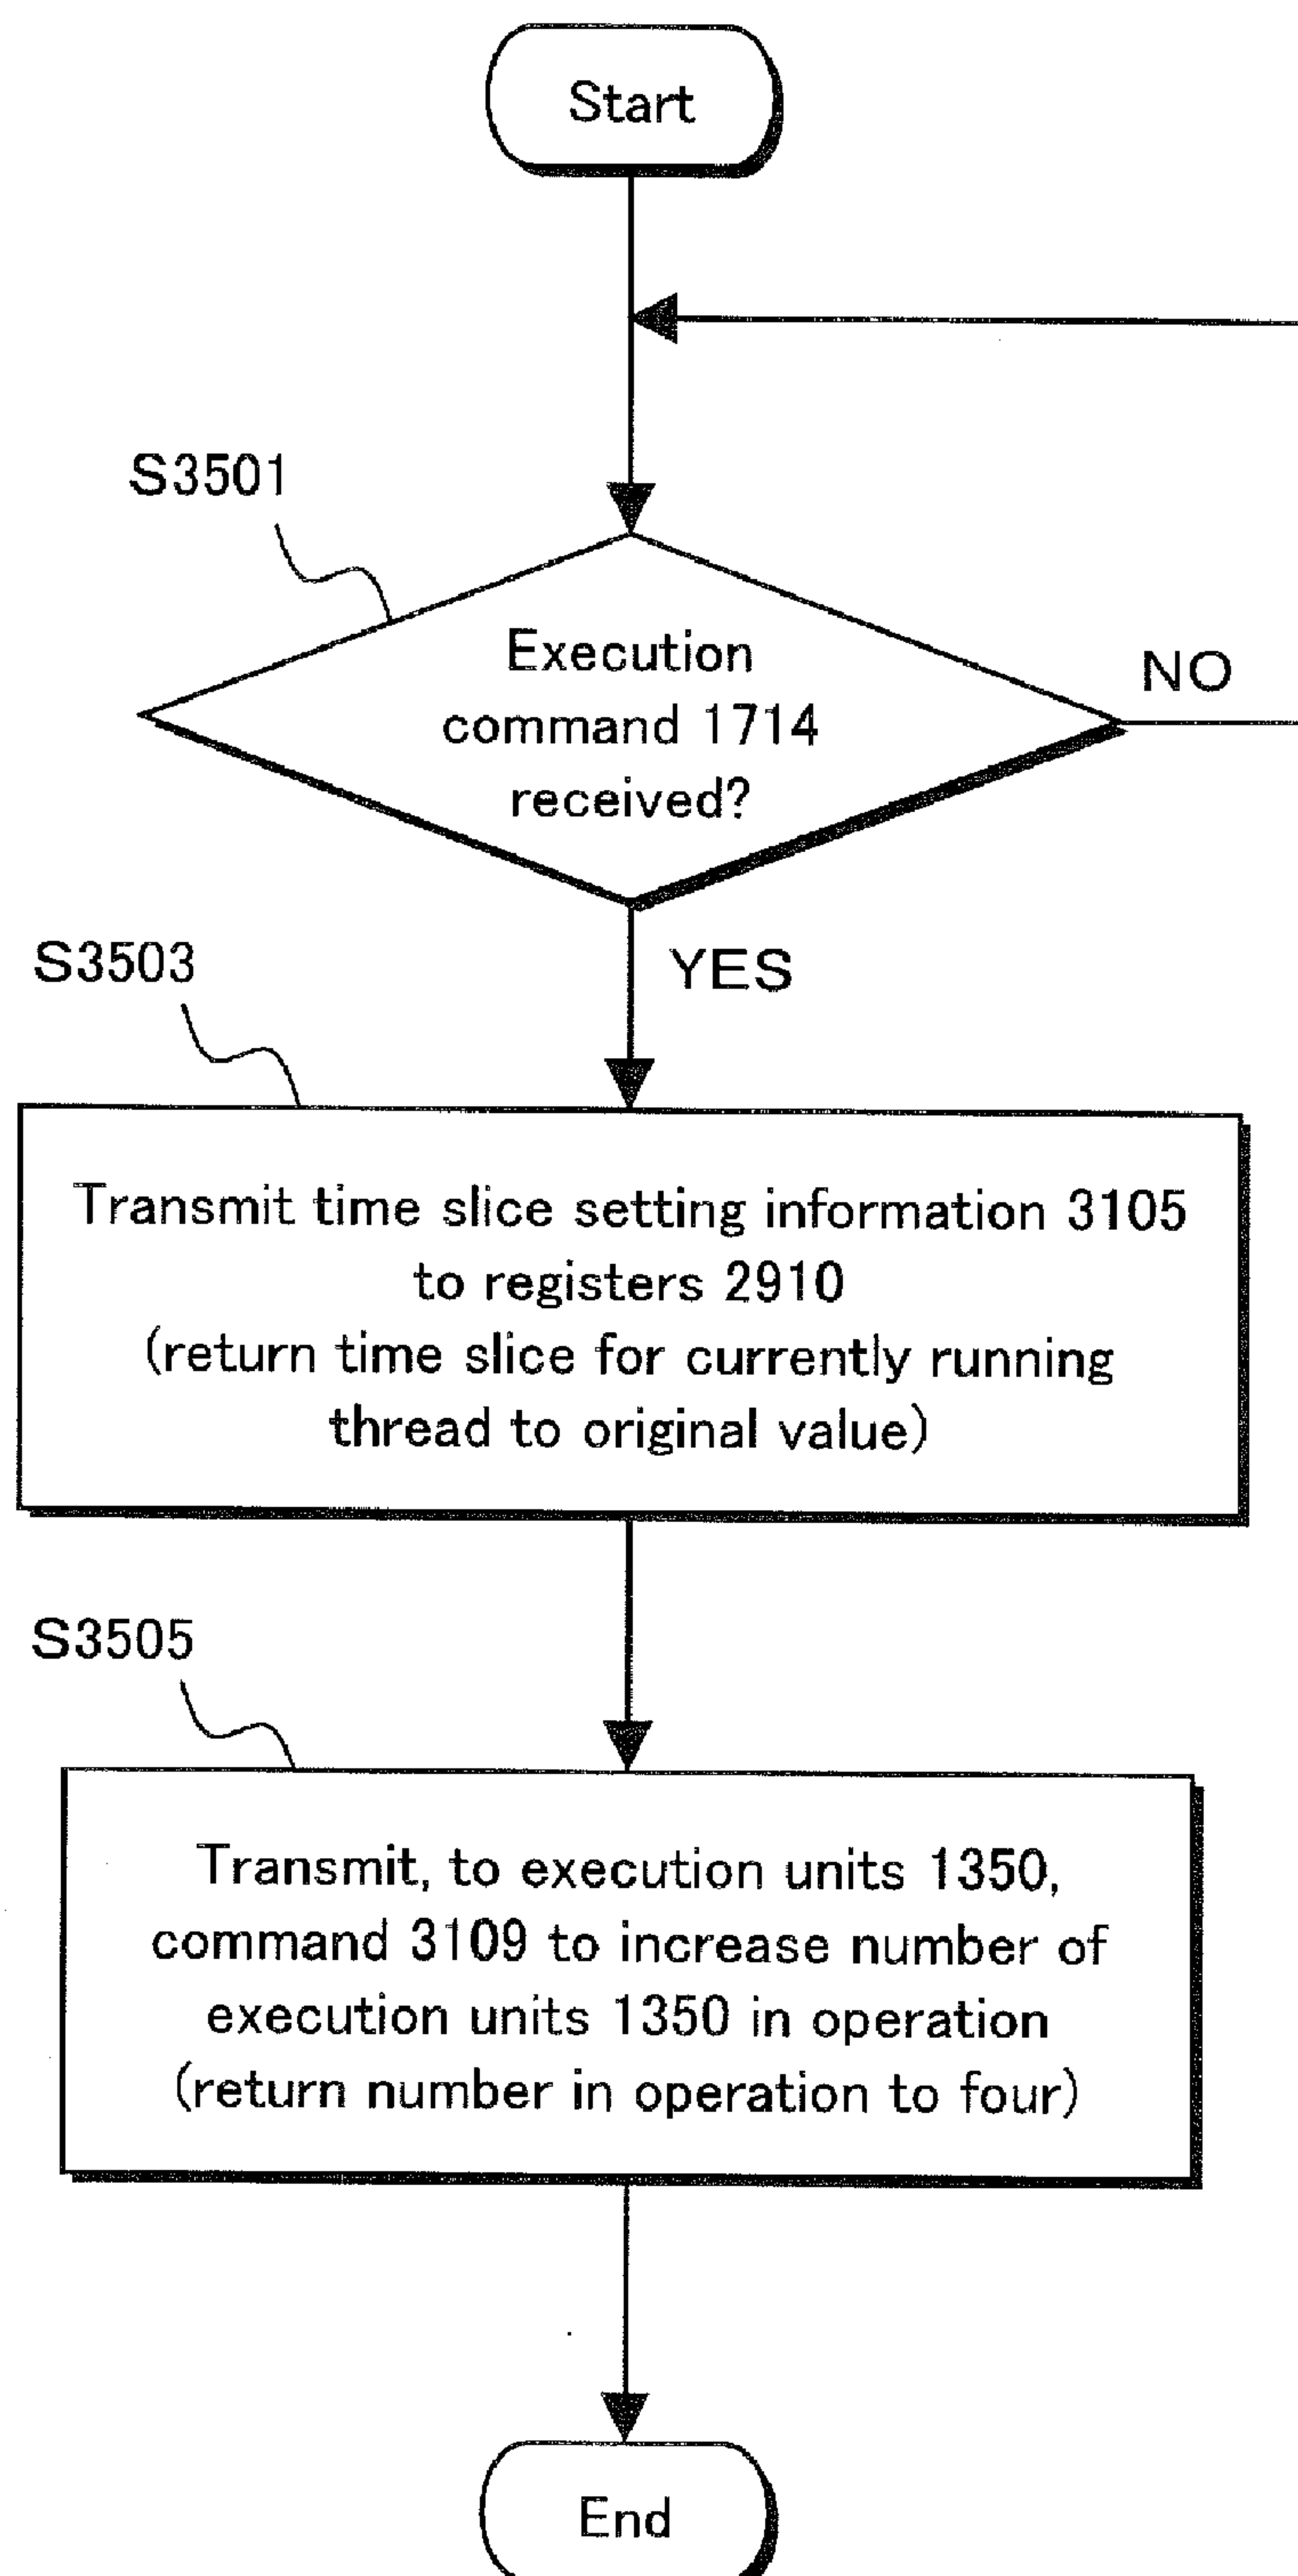 Start
S3501
Execution
command 1714
received?
NO
YES
S3503
Transmit time slice setting information 3105
to registers 2910
(return time slice for currently running
thread to original value)
S3505
Transmit, to execution units 1350,
command 3109 to increase number of
execution units 1350 in operation
(return number in operation to four)
End